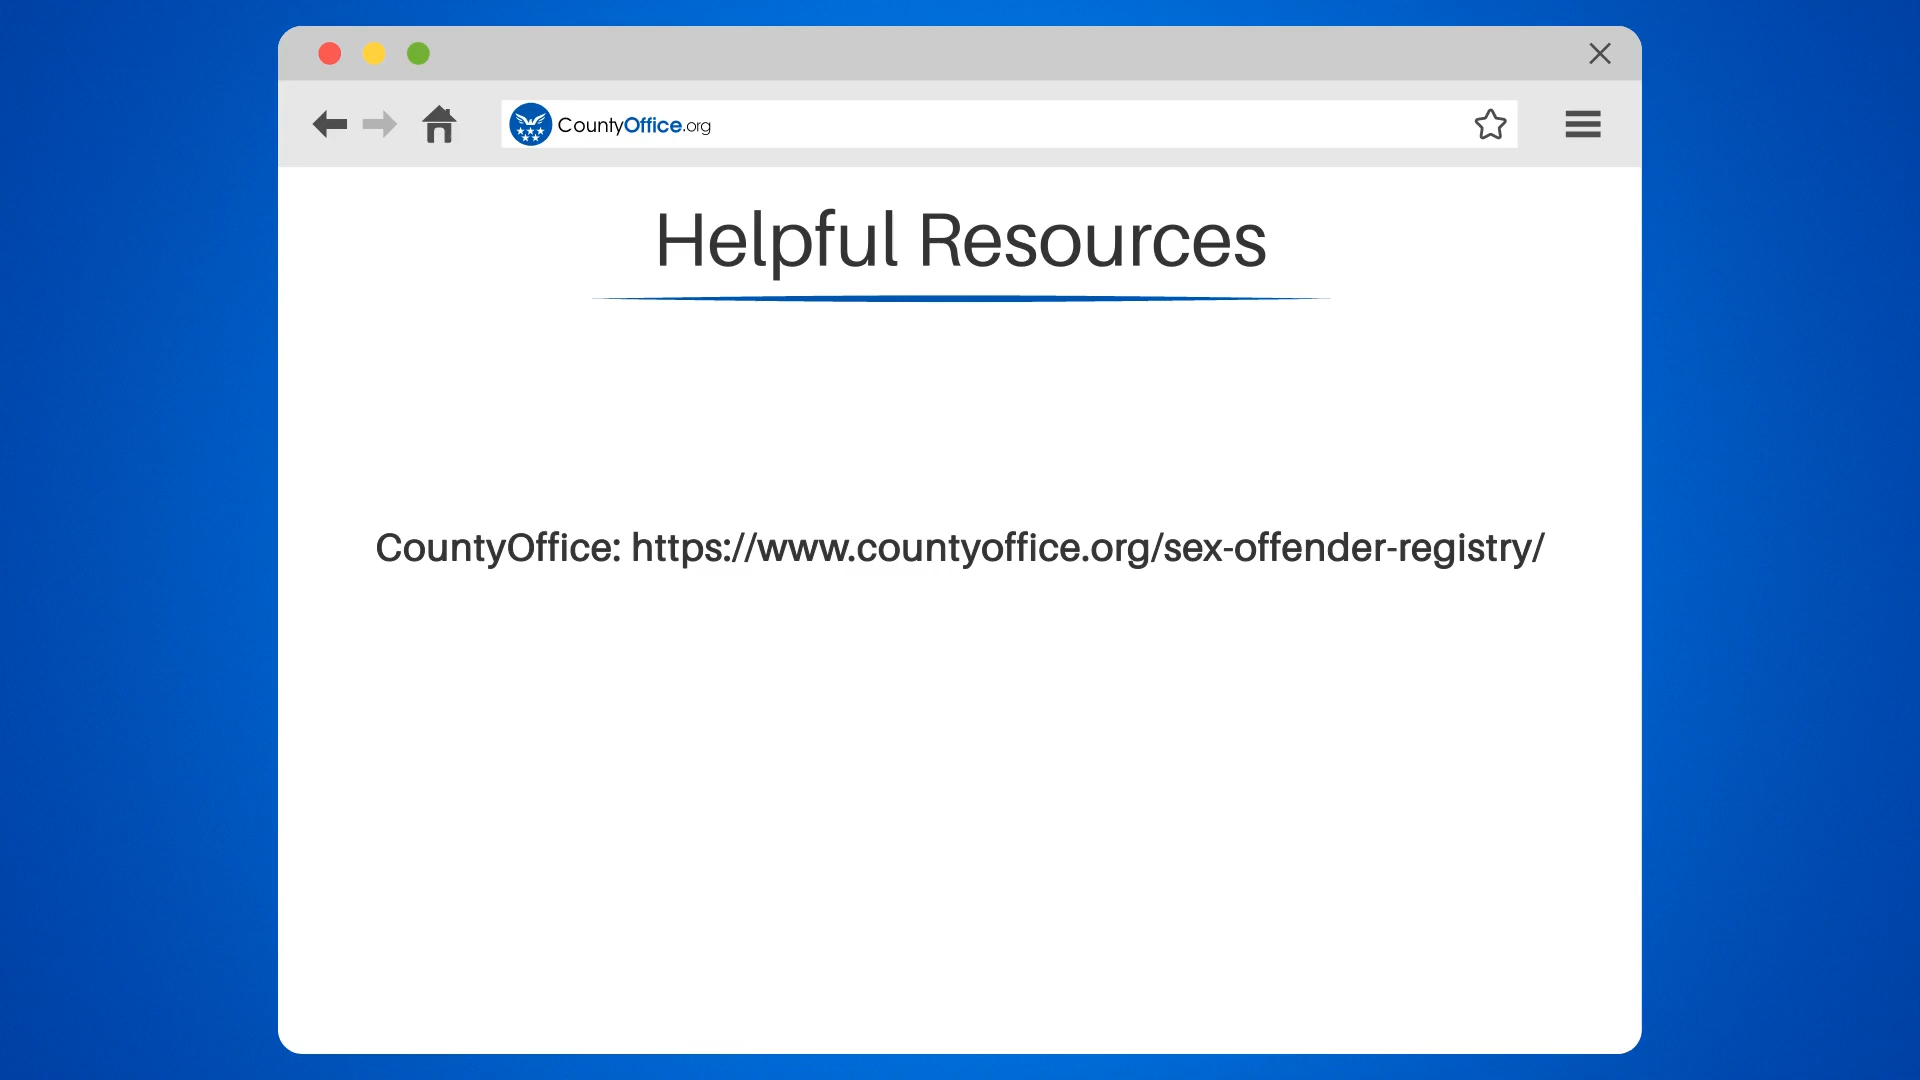 CountyOffice.org
Helpful Resources
CountyOffice: https://www.countyoffice.org/sex-offender-registry/